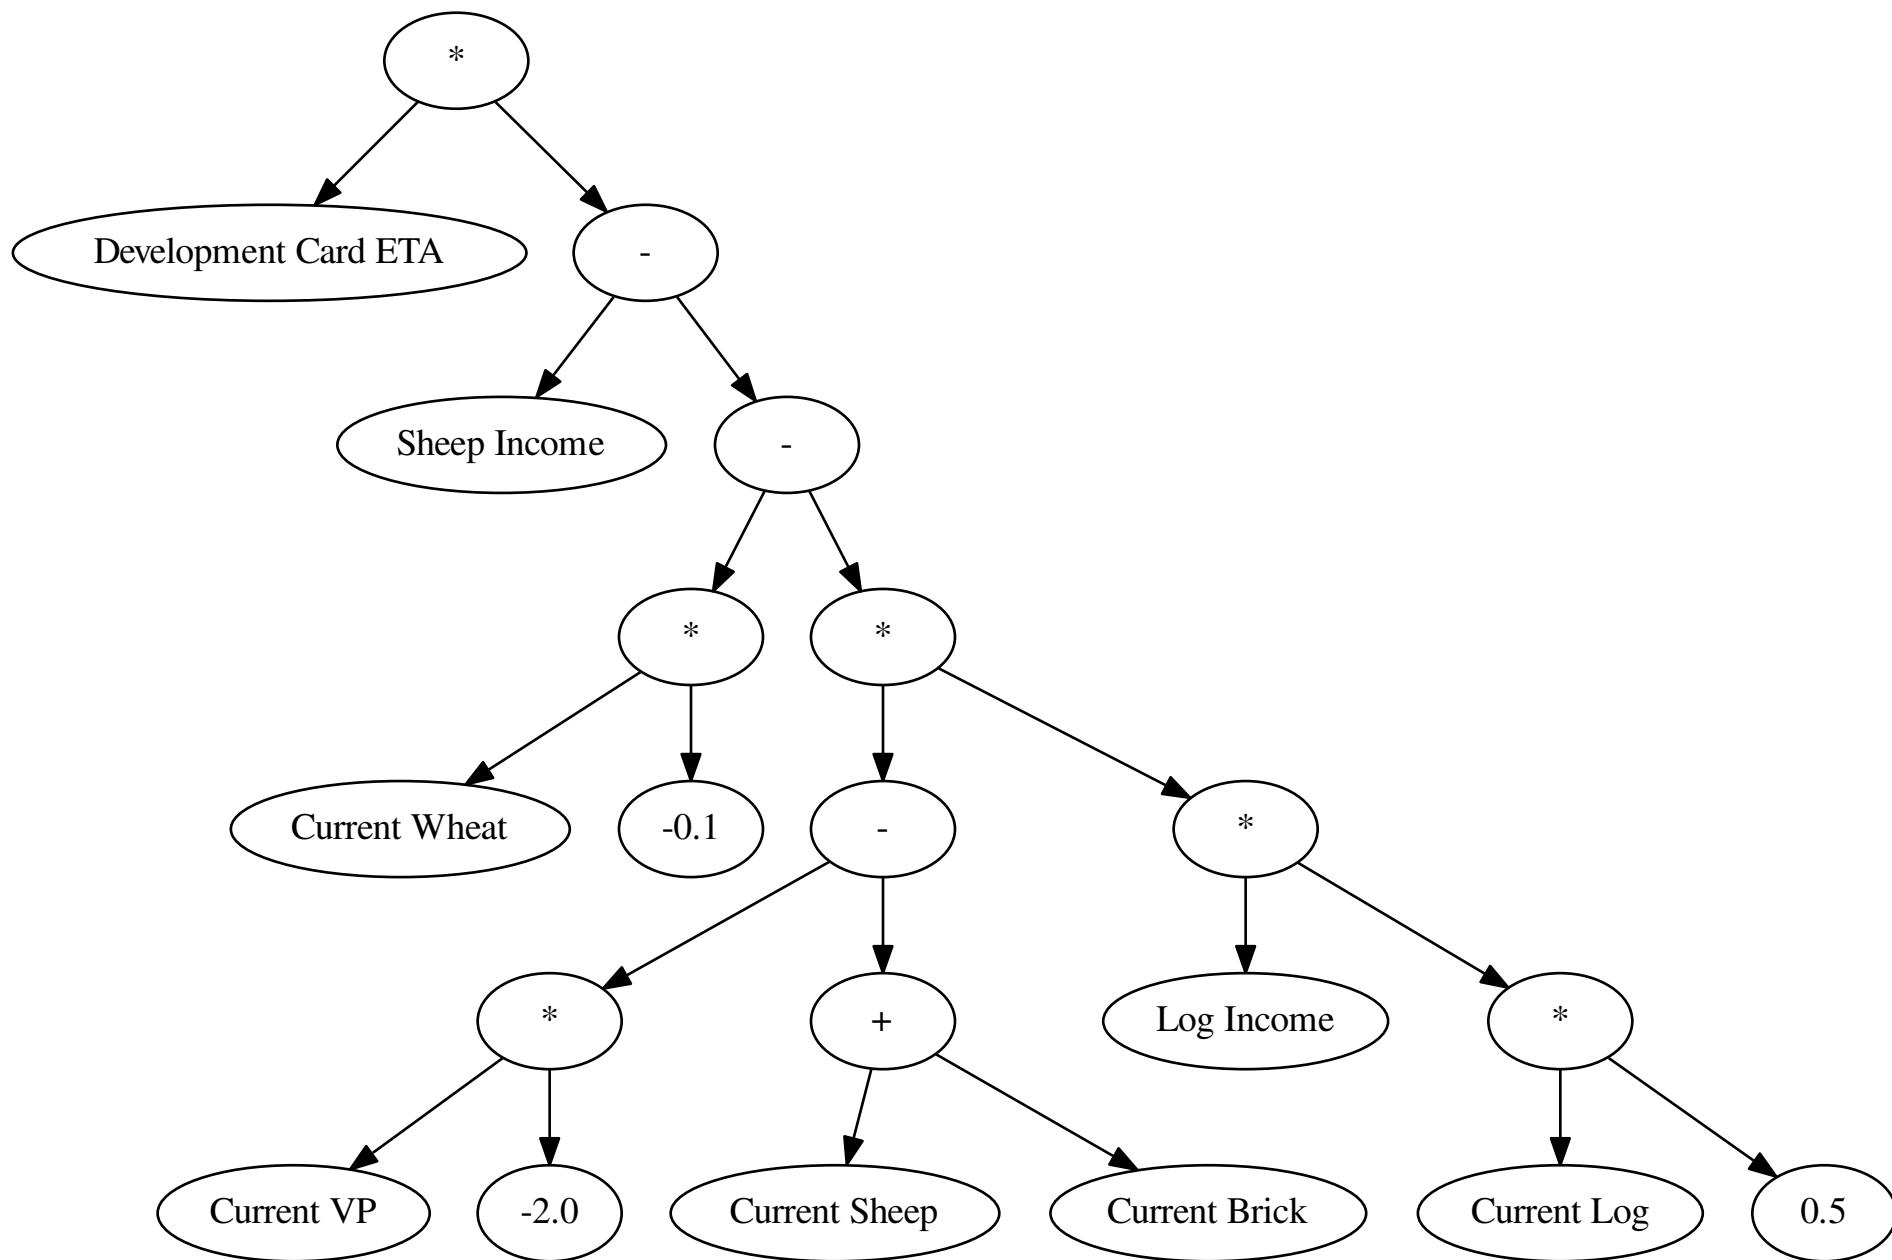 *
Development Card ETA
-
Sheep Income
-
*
*
Current Wheat
-0.1
-
*
*
+
Log Income
*
Current VP
-2.0
Current Sheep
Current Brick
Current Log
0.5